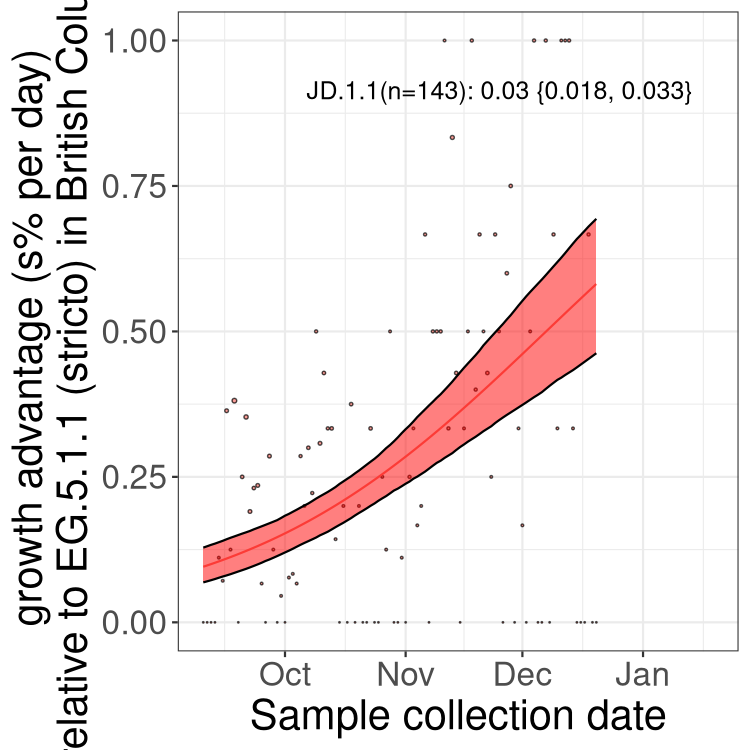 growth advantage (s% per day)
relative to EG.5.1.1 (stricto) in British Colu
1.00
0.75
0.50
0.25
0.00
JD.1.1(n=143): 0.03 {0.018, 0.033}
Oct Nov Dec Jan
Sample collection date